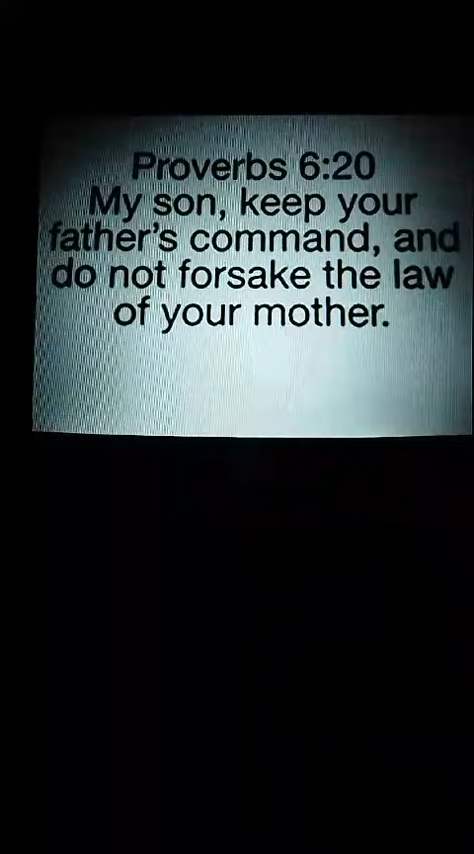 Proverbs 6:20
My son, keep your
father's command, and
do not forsake the law
of your mother.